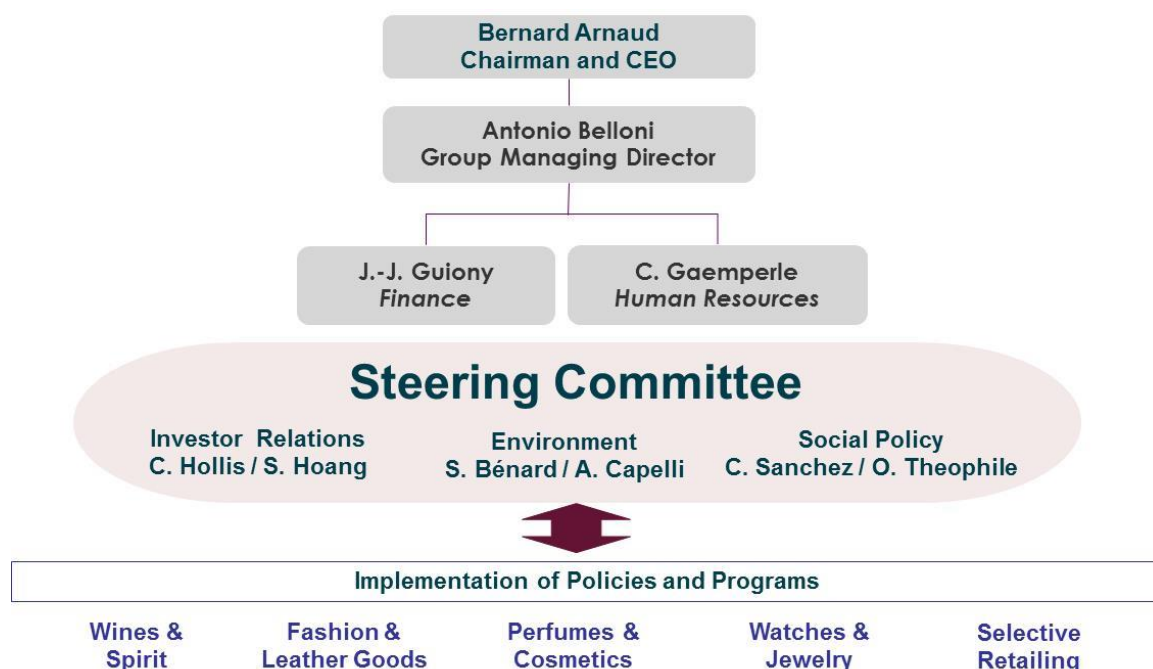 Bernard Arnaud
Chairman and CEO
Antonio Belloni
Group Managing Director
J.-J. Guiony
Finance
C. Gaemperle
Human Resources
Steering Committee
Investor Relations
C. Hollis / S. Hoang
Environment
S. Bénard / A. Capelli
Social Policy
C. Sanchez / O. Theophile
Implementation of Policies and Programs
Wines &
Spirit
Fashion &
Leather Goods
Perfumes &
Cosmetics
Watches &
Jewelry
Selective
Retailing